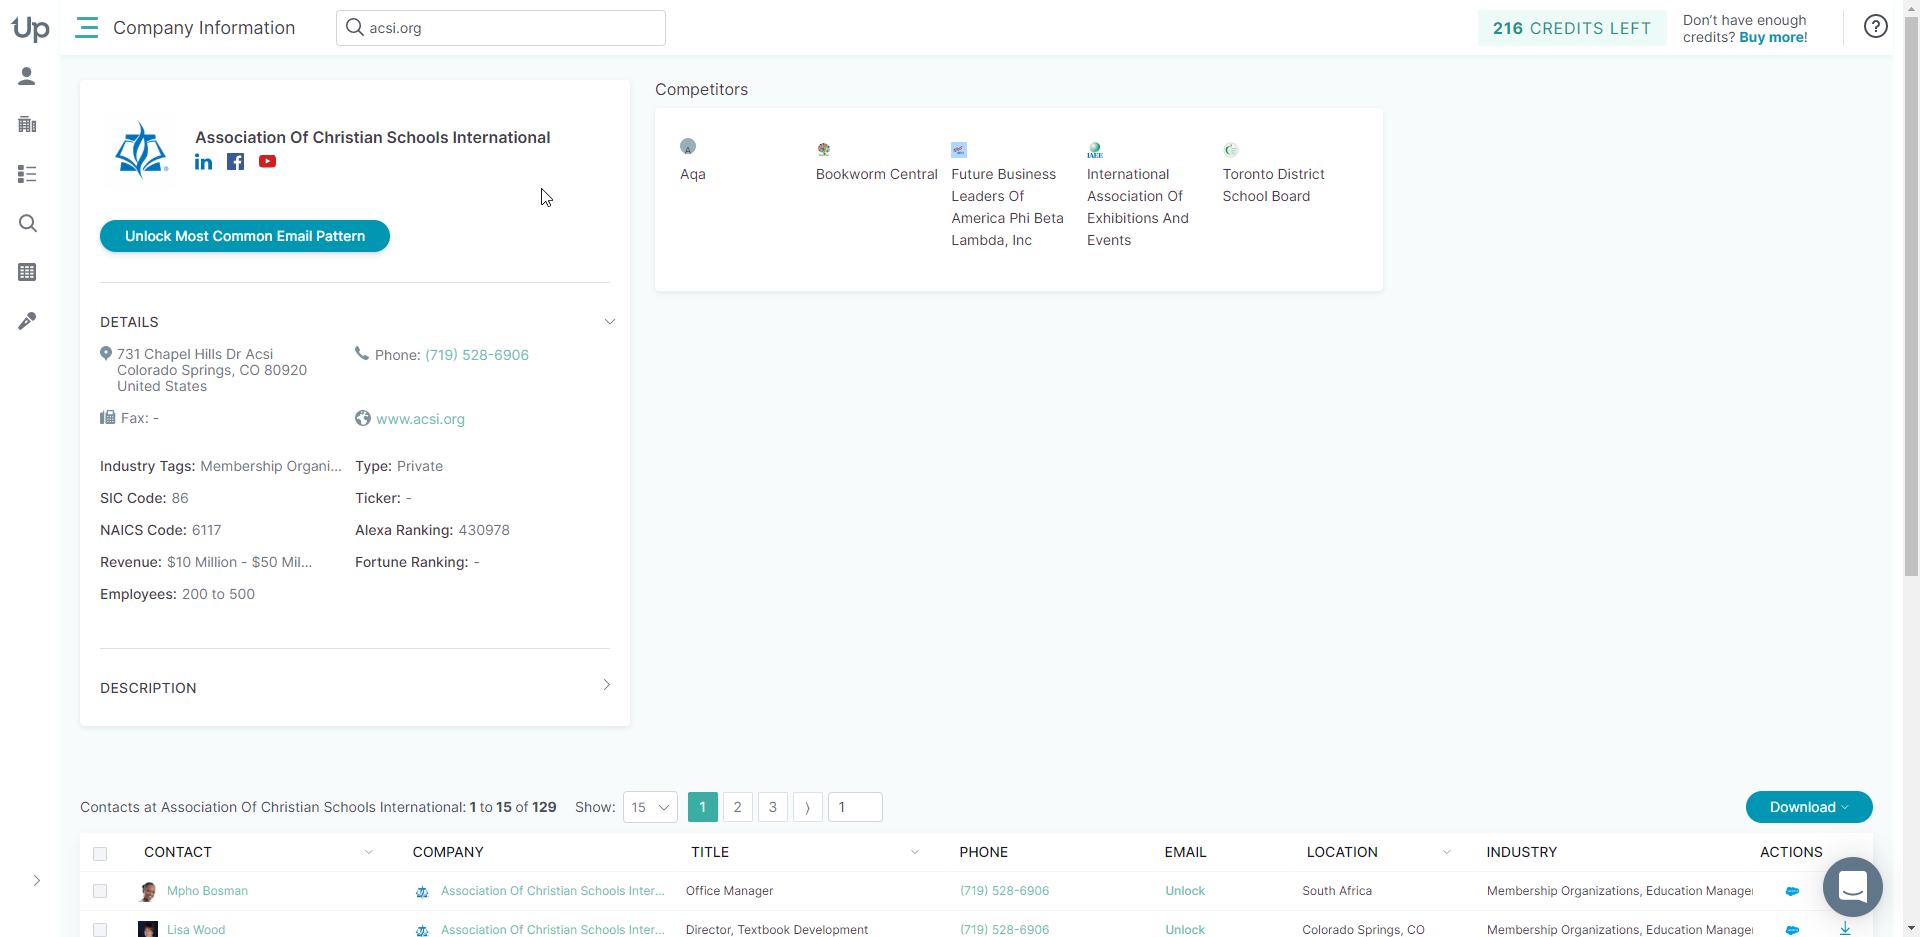 Up
Company Information
acsi.org
216 CREDITS LEFT
Don't have enough
credits? Buy more!
?
Association Of Christian Schools International
Unlock Most Common Email Pattern
DETAILS
731 Chapel Hills Dr Acsi
Colorado Springs, CO 80920
United States
Phone: (719) 528-6906
Fax: -
www.acsi.org
Industry Tags: Membership Organi...
Type: Private
SIC Code: 86
Ticker: -
NAICS Code: 6117
Alexa Ranking: 430978
Revenue: $10 Million - $50 Mil...
Fortune Ranking: -
Employees: 200 to 500
DESCRIPTION
Competitors
A
Aqa
Bookworm Central
Future Business
Leaders Of
America Phi Beta
Lambda, Inc
IAEE
International
Association Of
Exhibitions And
Events
Toronto District
School Board
Contacts at Association Of Christian Schools International: 1 to 15 of 129
Show: 15
1 2 3 ⟩ 1
Download
CONTACT COMPANY TITLE PHONE EMAIL LOCATION INDUSTRY ACTIONS
Mpho Bosman Association Of Christian Schools Inter... Office Manager (719) 528-6906 Unlock South Africa Membership Organizations, Education Manager
Lisa Wood Association Of Christian Schools Inter... Director, Textbook Development (719) 528-6906 Unlock Colorado Springs, CO Membership Organizations, Education Manager